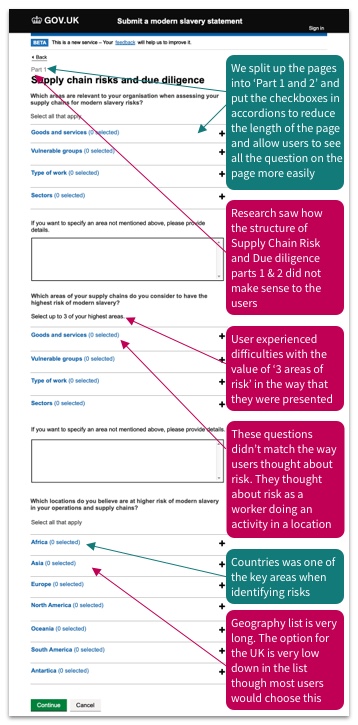 GOV.UK
Submit a modern slavery statement
Sign in
BETA This is a new service – Your feedback will help us to improve it.
Back
Part 1
Supply chain risks and due diligence
Which areas are relevant to your organisation when assessing your
supply chains for modern slavery risks?
Select all that apply
Goods and services (0 selected)
Vulnerable groups (0 selected)
Type of work (0 selected)
Sectors (0 selected)
If you want to specify an area not mentioned above, please provide
details.
Which areas of your supply chains do you consider to have the
highest risk of modern slavery?
Select up to 3 of your highest areas.
Goods and services (0 selected)
Vulnerable groups (0 selected)
Type of work (0 selected)
Sectors (0 selected)
If you want to specify an area not mentioned above, please provide details.
Which locations do you believe are at higher risk of modern slavery
in your operations and supply chains?
Select all that apply
Africa (0 selected)
Asia (0 selected)
Europe (0 selected)
North America (0 selected)
Oceania (0 selected)
South America (0 selected)
Antartica (0 selected)
Continue
Cancel
We split up the pages
into 'Part 1 and 2' and
put the checkboxes in
accordions to reduce
the length of the page
and allow users to see
all the question on the
page more easily
Research saw how
the structure of
Supply Chain Risk
and Due diligence
parts 1 & 2 did not
make sense to the
users
User experienced
difficulties with the
value of '3 areas of
risk' in the way that
they were presented
These questions
didn't match the way
users thought about
risk. They thought
about risk as a
worker doing an
activity in a location
Countries was one of
the key areas when
identifying risks
Geography list is very
long. The option for
the UK is very low
down in the list
though most users
would choose this